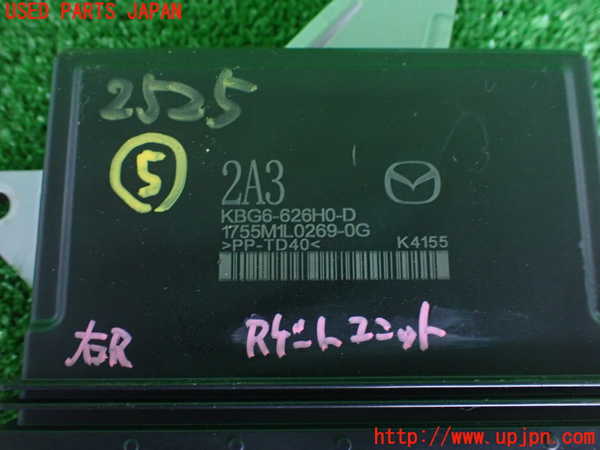 USED PARTS JAPAN
2525
5
2A3
KBG6-626H0-D
1755M1L0269-0G
>PP-TD40<
K4155
右R
Rゲートユニット
http://www.upjpn.com